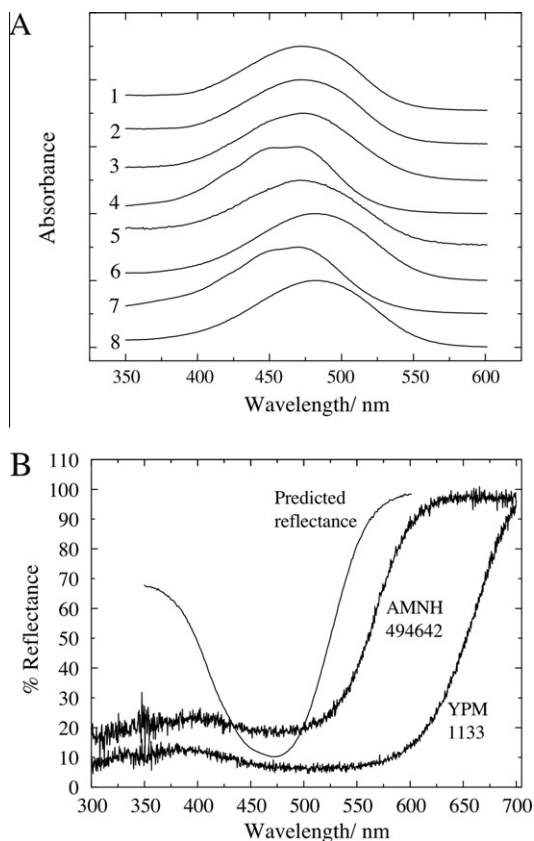 A
Absorbance
1
2
3
4
5
6
7
8
350 400 450 500 550 600
Wavelength/ nm
B
% Reflectance
110
100
90
80
70
60
50
40
30
20
10
0
Predicted
reflectance
AMNH
494642
YPM
1133
300 350 400 450 500 550 600 650 700
Wavelength/ nm